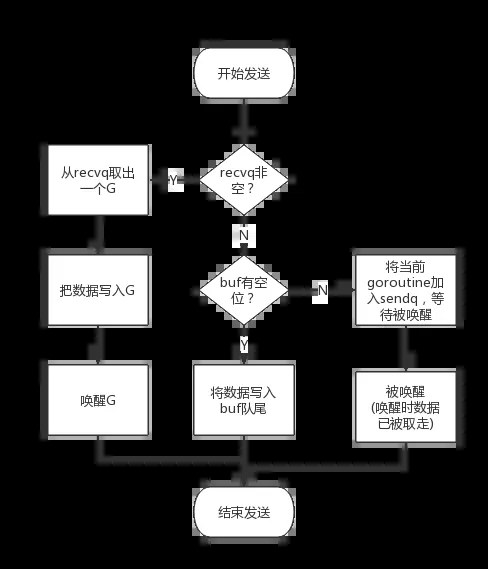 开始发送
recvq非
空？
Y
从recvq取出
一个G
N
把数据写入G
buf有空
位？
N
将当前
goroutine加
入sendq，等
待被唤醒
Y
唤醒G
将数据写入
buf队尾
被唤醒
(唤醒时数据
已被取走)
结束发送